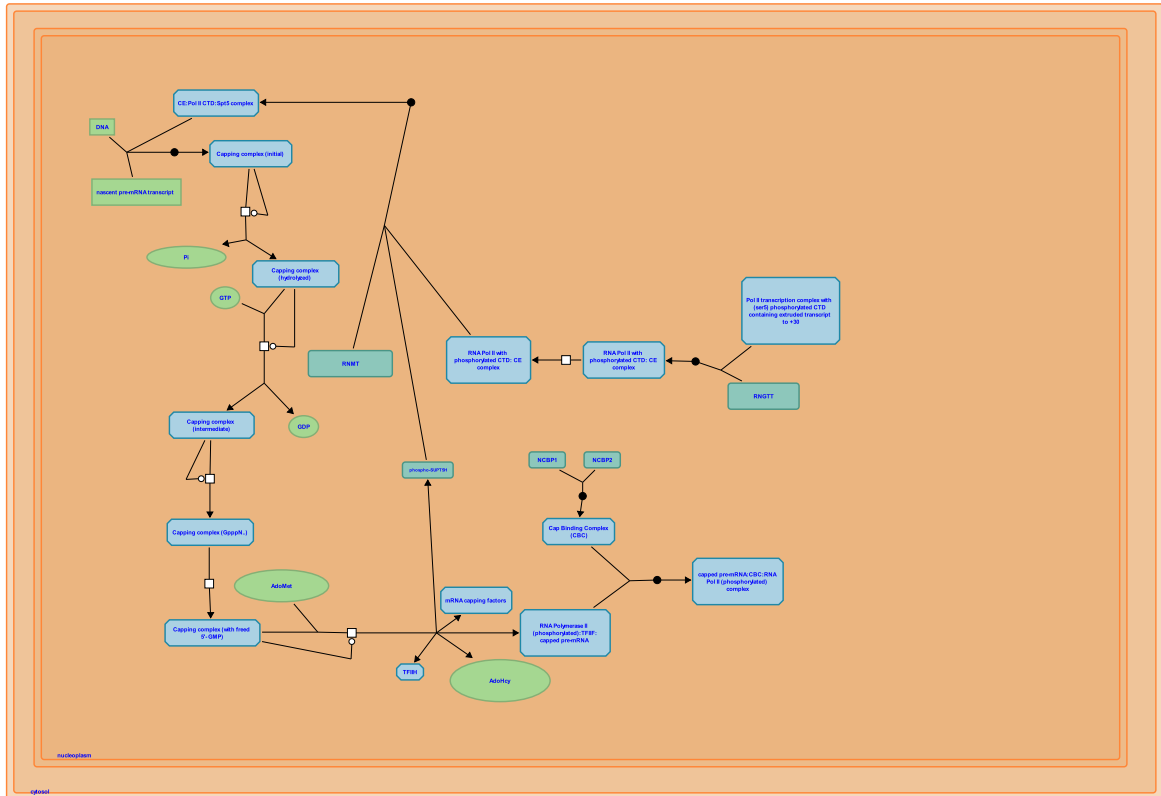 CE:Pol II CTD:Spt5 complex
DNA
Capping complex (initial)
nascent pre-mRNA transcript
Pi
Capping complex
(hydrolyzed)
GTP
Pol II transcription complex with
(ser5) phosphorylated CTD
containing extruded transcript
to +30
RNMT
RNA Pol II with
phosphorylated CTD: CE
complex
RNA Pol II with
phosphorylated CTD: CE
complex
RNGTT
Capping complex
(intermediate)
GDP
phospho-SUPT5H
NCBP1
NCBP2
Capping complex (GpppN..)
Cap Binding Complex
(CBC)
AdoMet
mRNA capping factors
capped pre-mRNA:CBC:RNA
Pol II (phosphorylated)
complex
Capping complex (with freed
5'- GMP)
RNA Polymerase II
(phosphorylated):TFIIF:
capped pre-mRNA
TFIIH
AdoHcy
nucleoplasm
cytosol